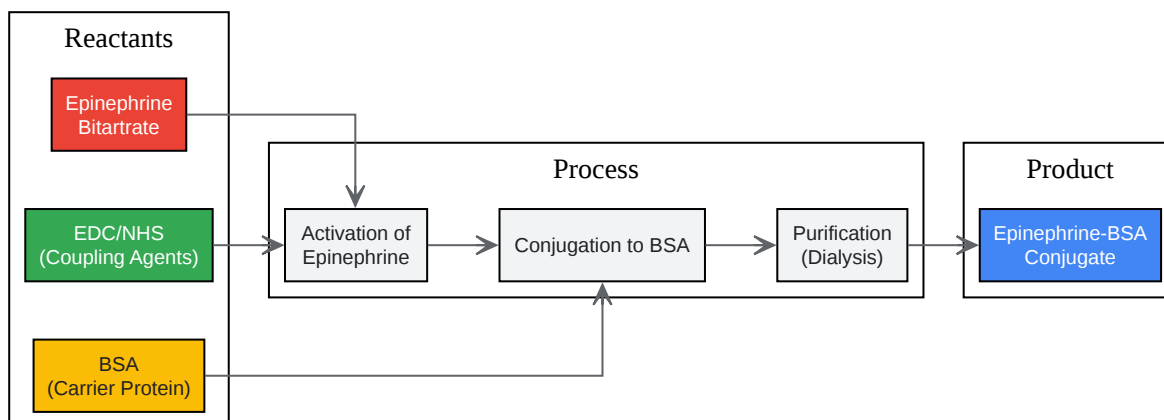 Reactants
Epinephrine
Bitartrate
EDC/NHS
(Coupling Agents)
BSA
(Carrier Protein)
Process
Activation of
Epinephrine
Conjugation to BSA
Purification
(Dialysis)
Product
Epinephrine-BSA
Conjugate